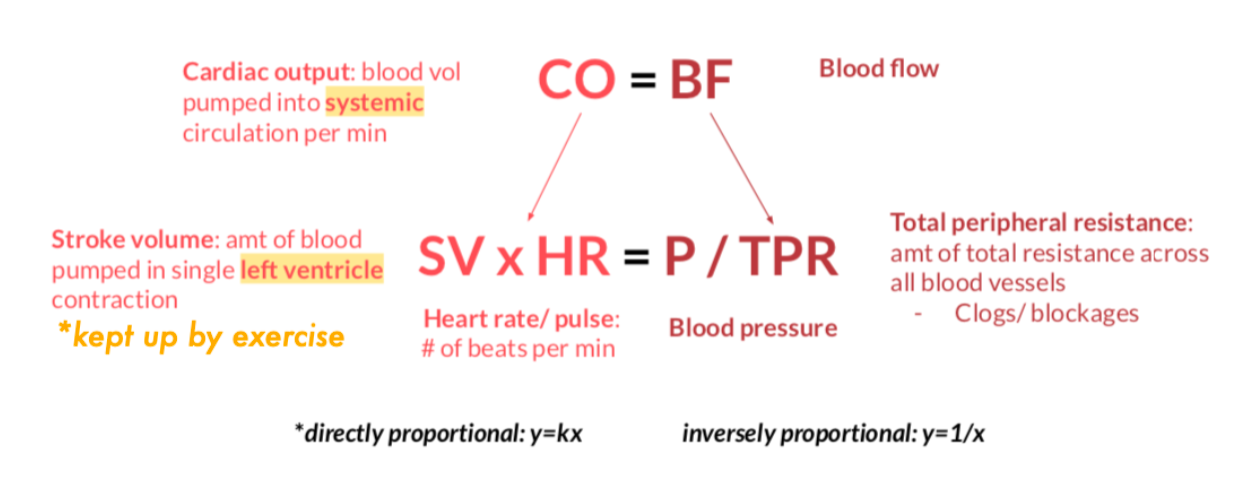 Cardiac output: blood vol
pumped into systemic
circulation per min
CO = BF
Blood flow
Stroke volume: amt of blood
pumped in single left ventricle
contraction
*kept up by exercise
SV x HR = P / TPR
Heart rate/ pulse:
# of beats per min
Blood pressure
Total peripheral resistance:
amt of total resistance across
all blood vessels
- Clogs/ blockages
*directly proportional: y=kx
inversely proportional: y=1/x